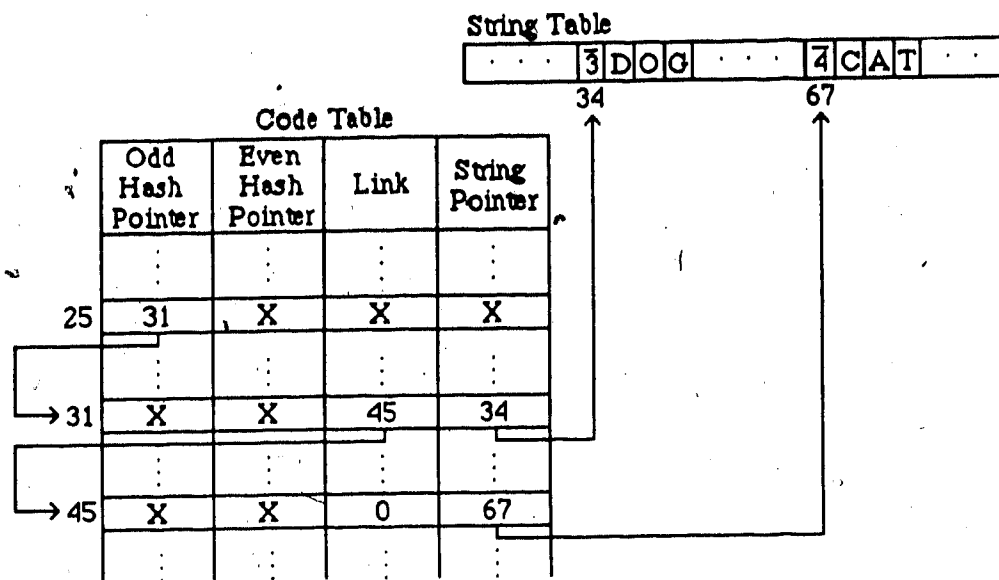 String Table
. . . 3̅ D O G . . . 4̅ C A T . .
34 67
Code Table
Odd Hash Pointer
Even Hash Pointer
Link
String Pointer
25 31 X X X
31 X X 45 34
45 X X 0 67